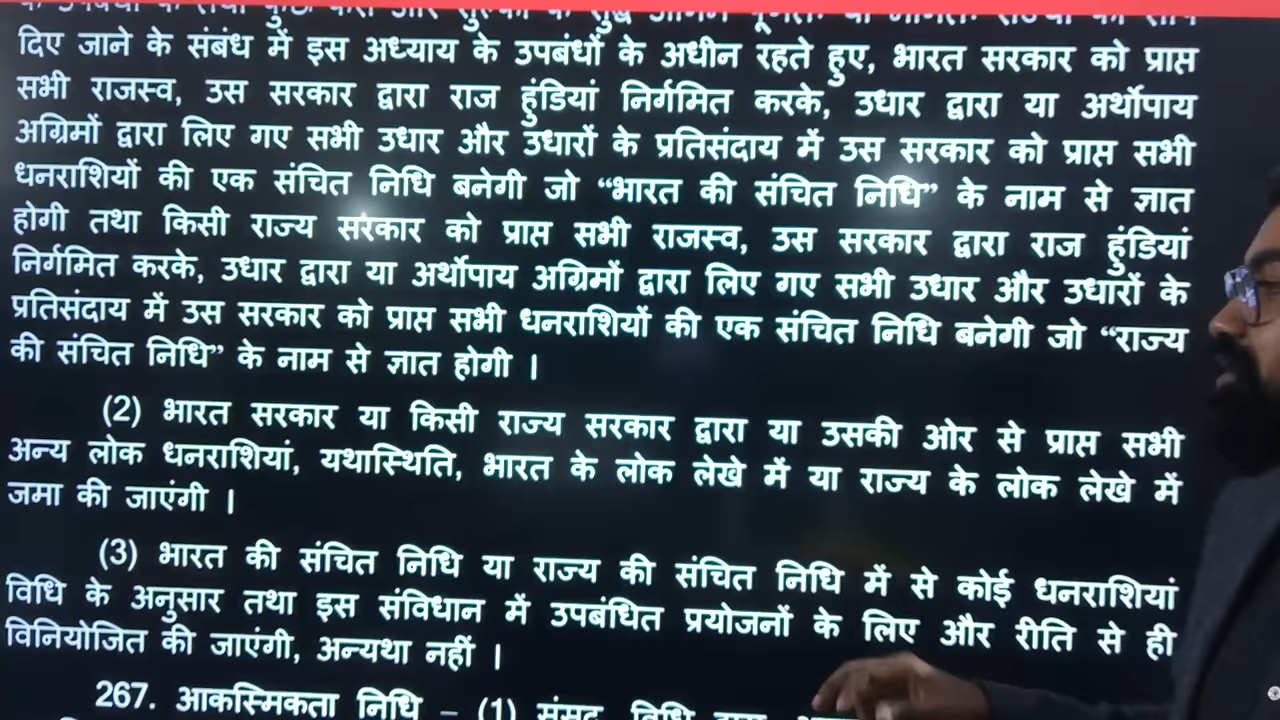 दिए जाने के संबंध में इस अध्याय के उपबंधों के अधीन रहते हुए, भारत सरकार को प्राप्त
सभी राजस्व, उस सरकार द्वारा राज हुंडियां निर्गमित करके, उधार द्वारा या अर्थोपाय
अग्रिमों द्वारा लिए गए सभी उधार और उधारों के प्रतिसंदाय में उस सरकार को प्राप्त सभी
धनराशियों की एक संचित निधि बनेगी जो “भारत की संचित निधि” के नाम से ज्ञात
होगी तथा किसी राज्य सरकार को प्राप्त सभी राजस्व, उस सरकार द्वारा राज हुंडियां
निर्गमित करके, उधार द्वारा या अर्थोपाय अग्रिमों द्वारा लिए गए सभी उधार और उधारों के
प्रतिसंदाय में उस सरकार को प्राप्त सभी धनराशियों की एक संचित निधि बनेगी जो “राज्य
की संचित निधि” के नाम से ज्ञात होगी ।
(2) भारत सरकार या किसी राज्य सरकार द्वारा या उसकी ओर से प्राप्त सभी
अन्य लोक धनराशियां, यथास्थिति, भारत के लोक लेखे में या राज्य के लोक लेखे में
जमा की जाएंगी ।
(3) भारत की संचित निधि या राज्य की संचित निधि में से कोई धनराशियां
विधि के अनुसार तथा इस संविधान में उपबंधित प्रयोजनों के लिए और रीति से ही
विनियोजित की जाएंगी, अन्यथा नहीं ।
267. आकस्मिकता निधि – (1) संसद विधि